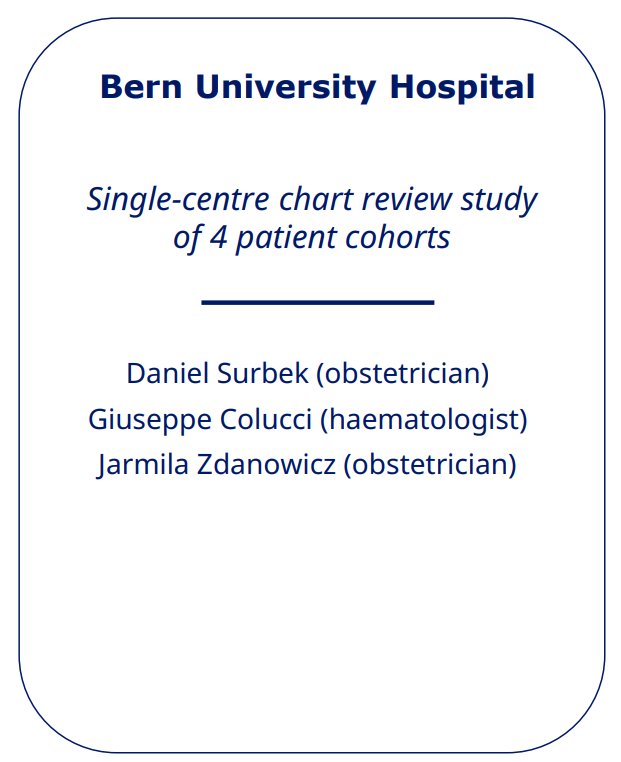 Bern University Hospital
Single-centre chart review study
of 4 patient cohorts
Daniel Surbek (obstetrician)
Giuseppe Colucci (haematologist)
Jarmila Zdanowicz (obstetrician)